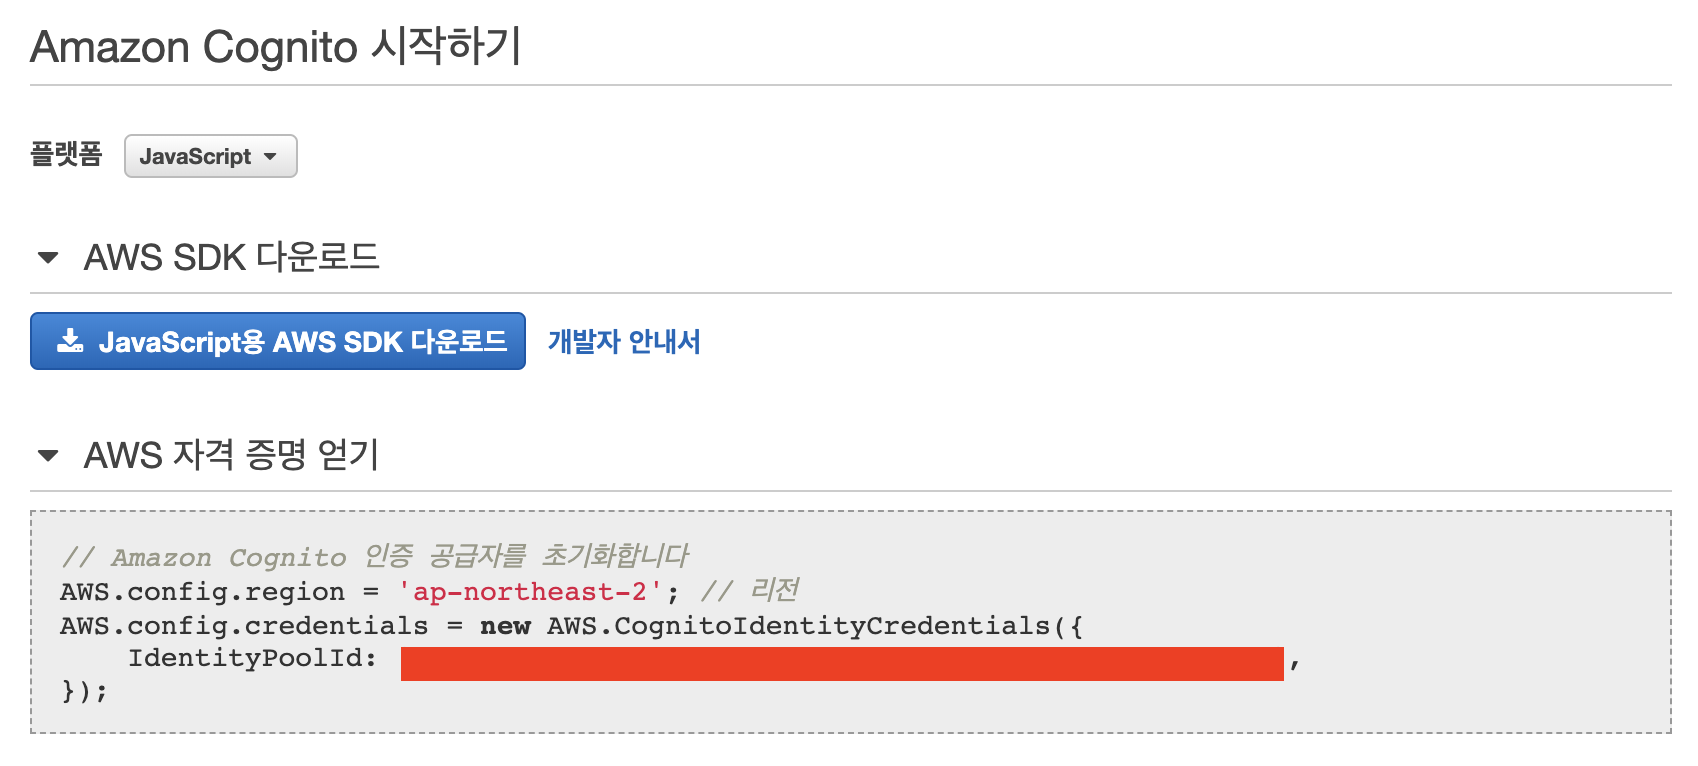 Amazon Cognito 시작하기
플랫폼 JavaScript
AWS SDK 다운로드
JavaScript용 AWS SDK 다운로드 개발자 안내서
AWS 자격 증명 얻기
// Amazon Cognito 인증 공급자를 초기화합니다
AWS.config.region = 'ap-northeast-2'; // 리전
AWS.config.credentials = new AWS.CognitoIdentityCredentials({
    IdentityPoolId: ,
});